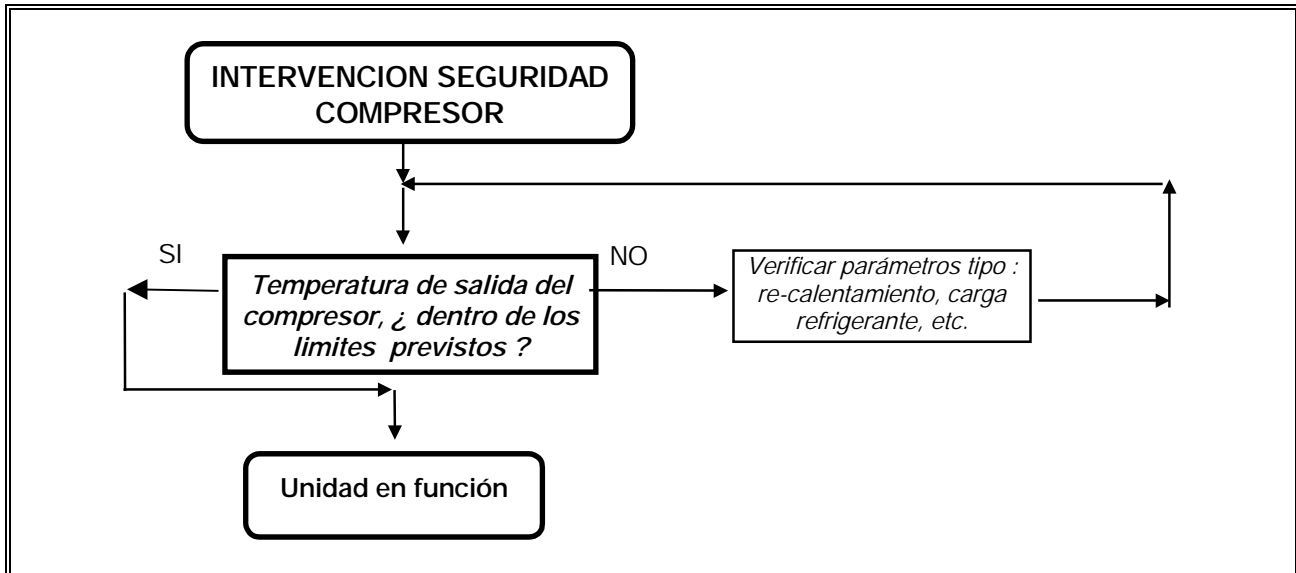 INTERVENCION SEGURIDAD
COMPRESOR
SI
Temperatura de salida del
compresor, ¿ dentro de los
limites previstos ?
NO
Verificar parámetros tipo :
re-calentamiento, carga
refrigerante, etc.
Unidad en función